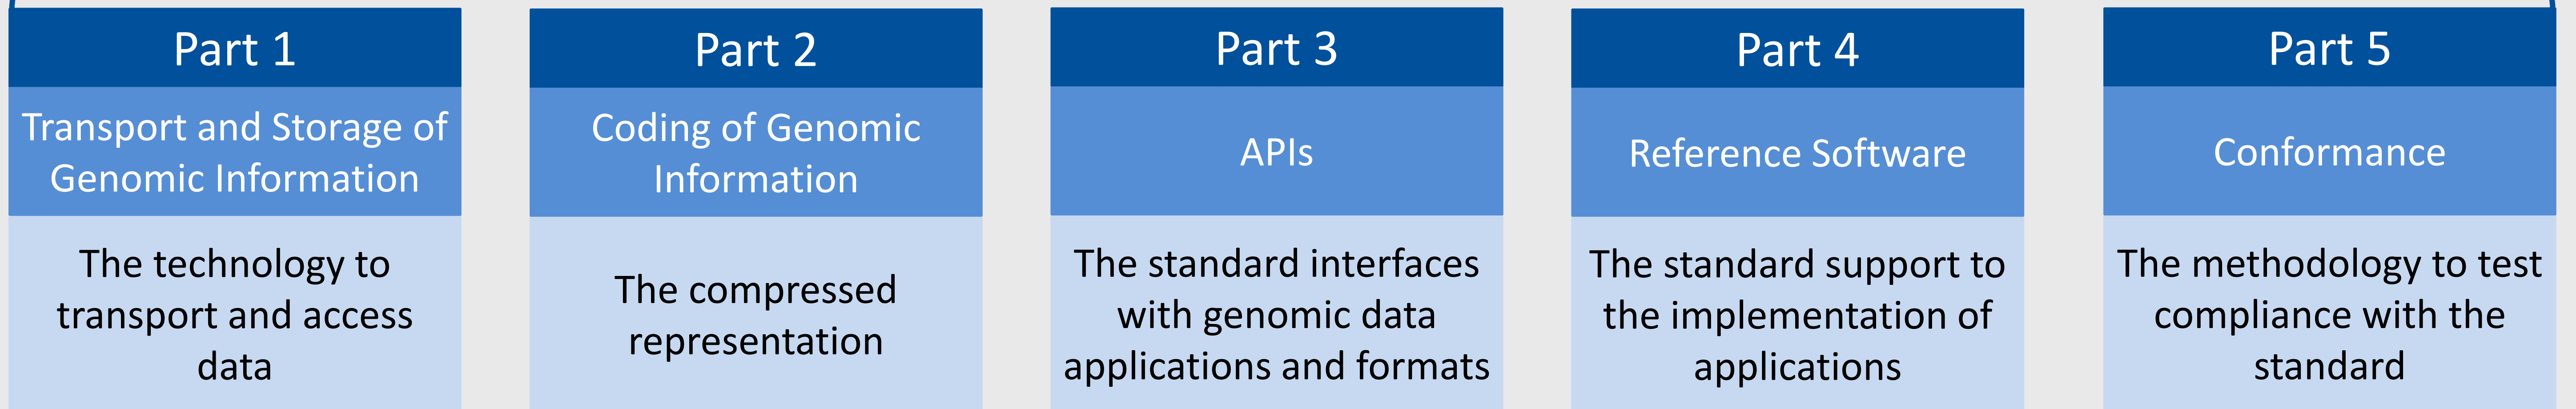 Part 1
Transport and Storage of
Genomic Information
The technology to
transport and access
data
Part 2
Coding of Genomic
Information
The compressed
representation
Part 3
APIs
The standard interfaces
with genomic data
applications and formats
Part 4
Reference Software
The standard support to
the implementation of
applications
Part 5
Conformance
The methodology to test
compliance with the
standard